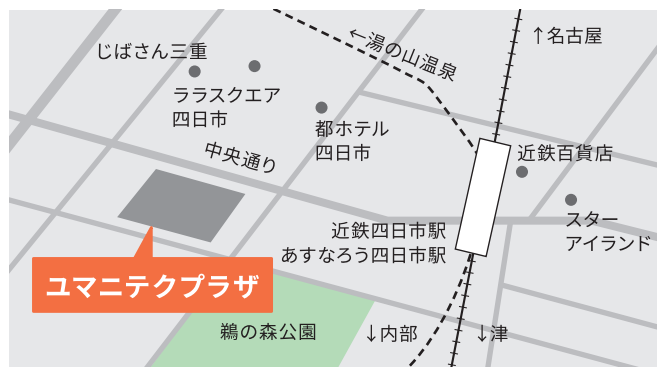 ↑名古屋
←湯の山温泉
じばさん三重
ララスクエア
四日市
都ホテル
四日市
中央通り
近鉄百貨店
スター
アイランド
近鉄四日市駅
あすなろう四日市駅
ユマニテクプラザ
鵜の森公園
↓内部
↓津